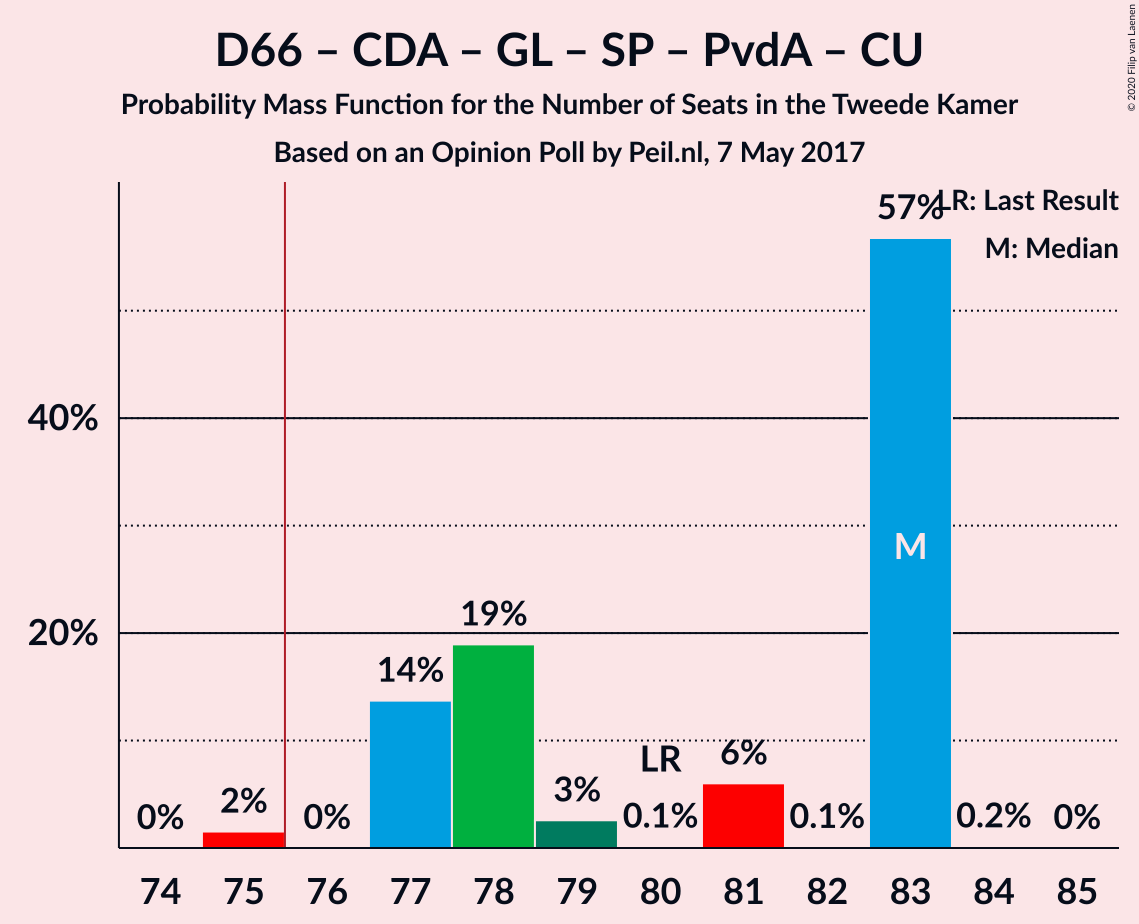 D66 – CDA – GL – SP – PvdA – CU
Probability Mass Function for the Number of Seats in the Tweede Kamer
Based on an Opinion Poll by Peil.nl, 7 May 2017
© 2020 Filip van Laenen
LR: Last Result
M: Median
57%
40%
M
20%
19%
14%
LR
6%
3%
2%
0%
0%
0.1%
0.1%
0.2%
0%
74 75 76 77 78 79 80 81 82 83 84 85